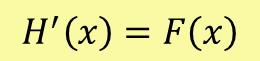 H′(x) = F(x)